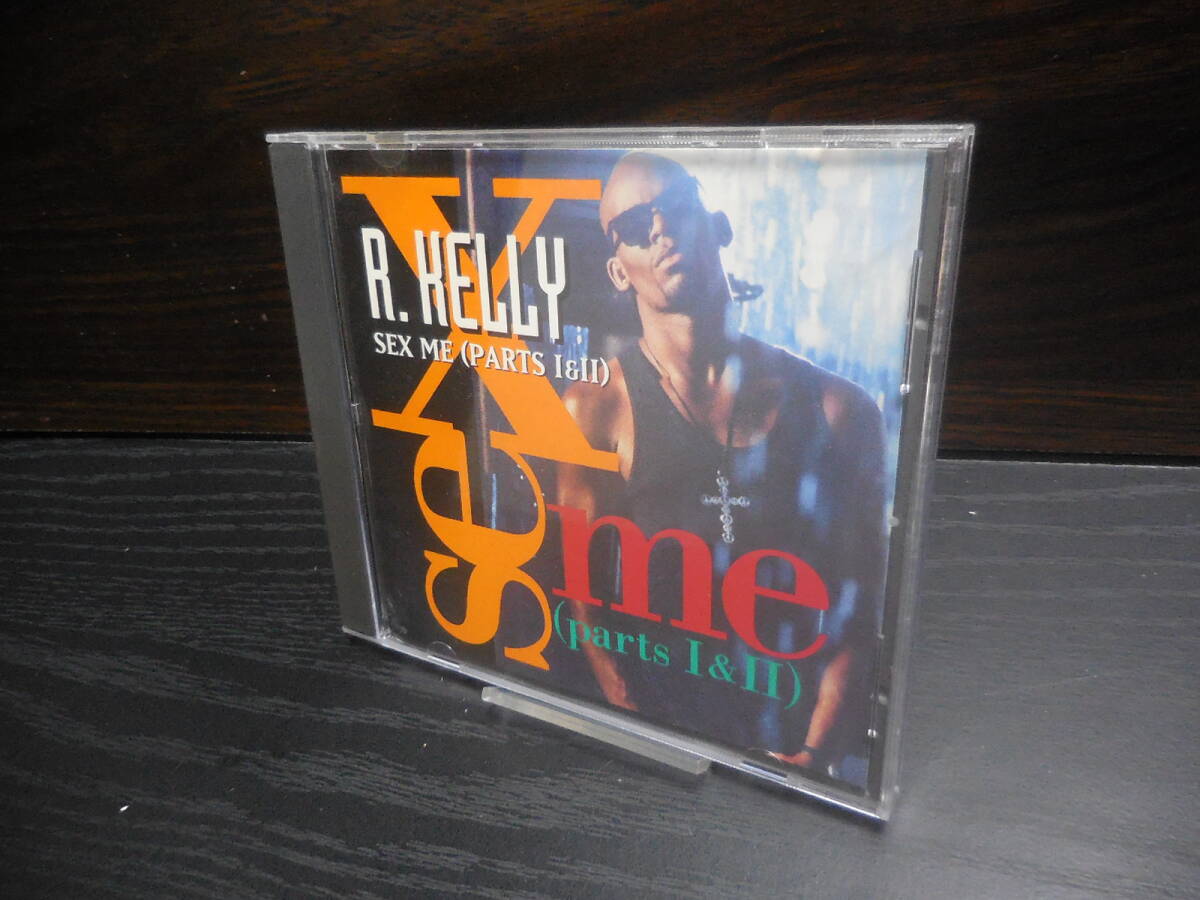 R. KELLY
SEX ME (PARTS I&II)
sex
me
(parts I&II)